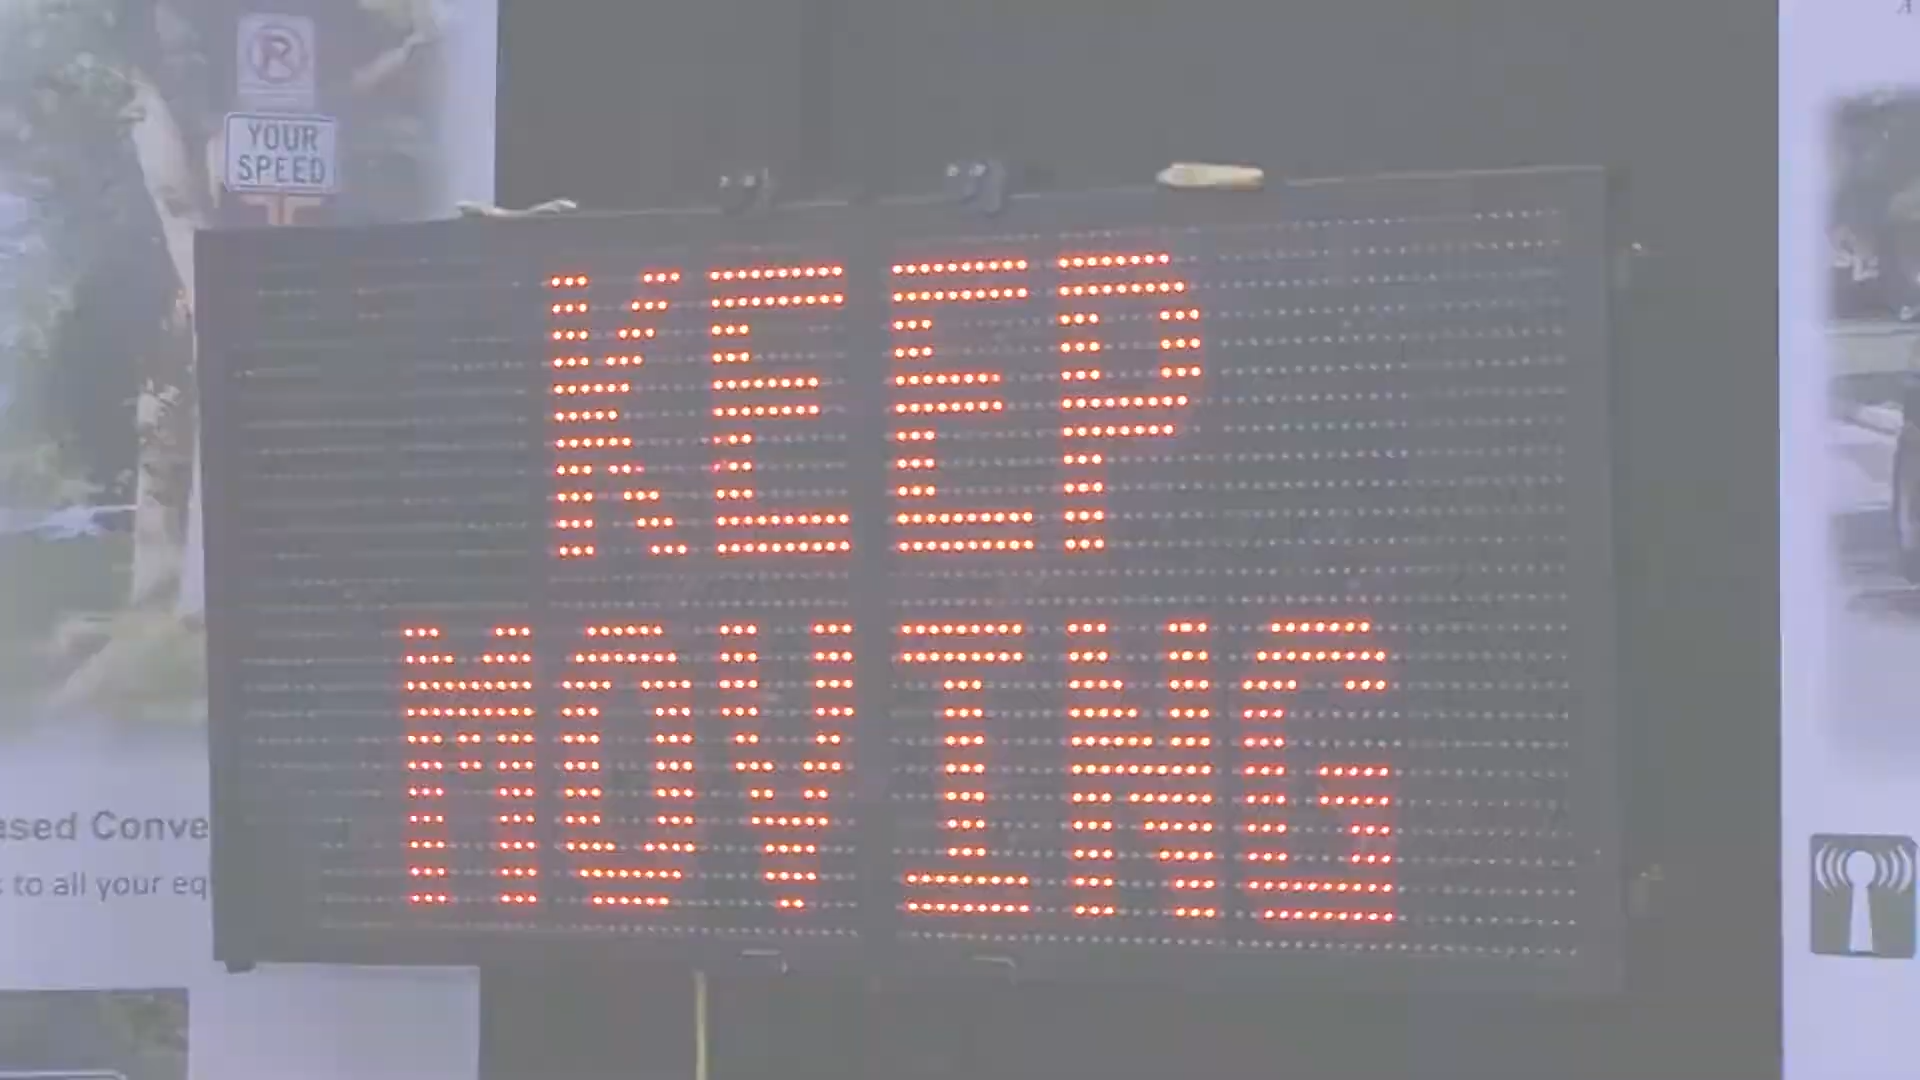 YOUR
SPEED
KEEP
MOVING
ased Conve
to all your eq